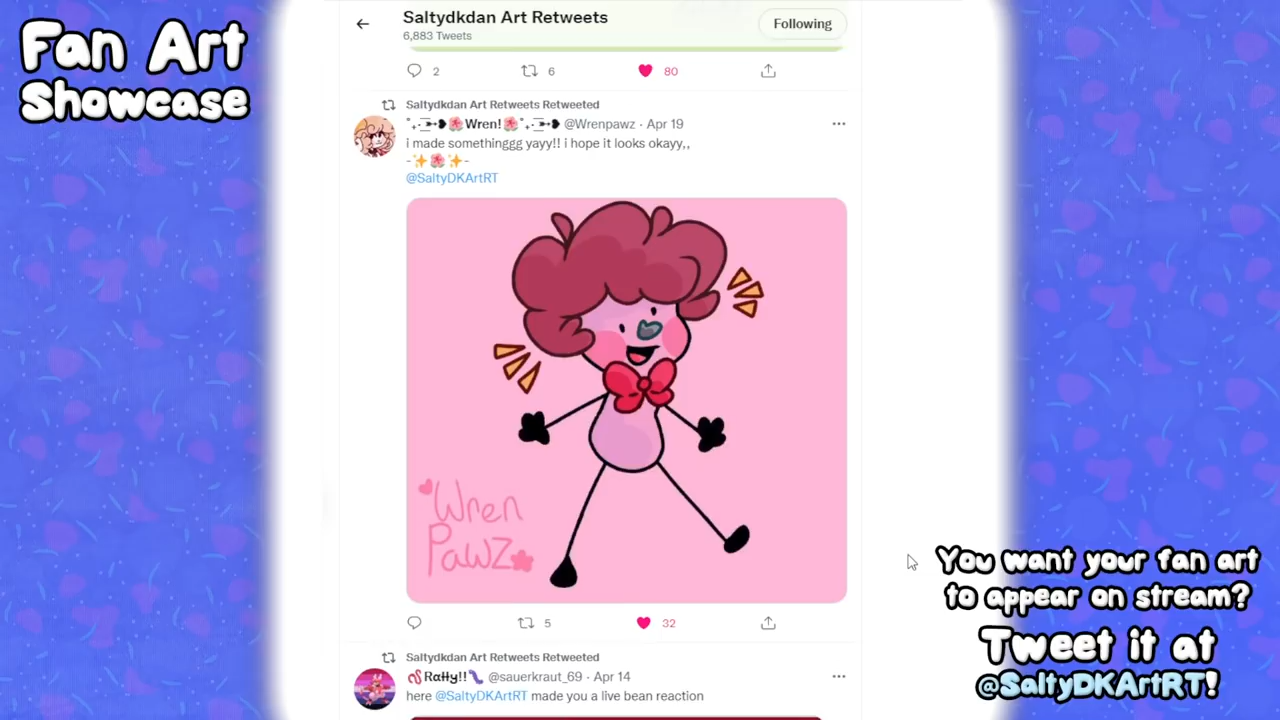 Fan Art
Showcase
Saltydkdan Art Retweets
6,883 Tweets
Following
2
6
80
Saltydkdan Art Retweets Retweeted
Wren! @Wrenpawz · Apr 19
i made somethinggg yayy!! i hope it looks okayy,,
-✨🌺✨-
@SaltyDKArtRT
Wren
Pawz
5
32
Saltydkdan Art Retweets Retweeted
Rattty!! @sauerkraut_69 · Apr 14
here @SaltyDKArtRT made you a live bean reaction
You want your fan art
to appear on stream?
Tweet it at
@SaltyDKArtRT!